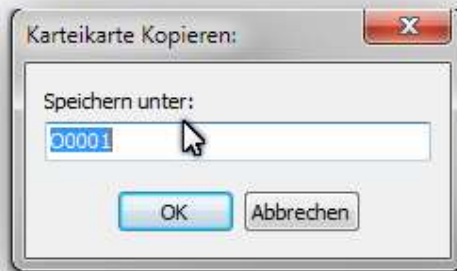 Karteikarte Kopieren:
Speichern unter:
O0001
OK
Abbrechen